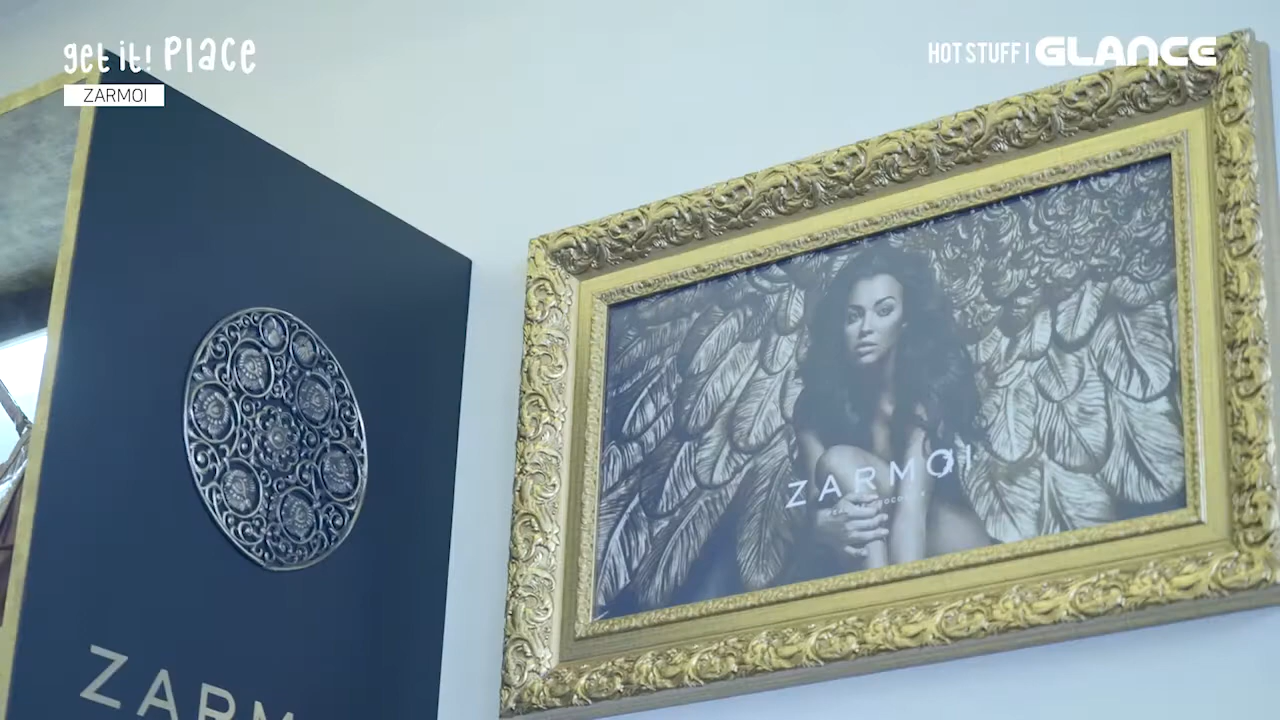 get it! Place
ZARMOI
HOT STUFF | GLANCE
ZARMOI
ZARM